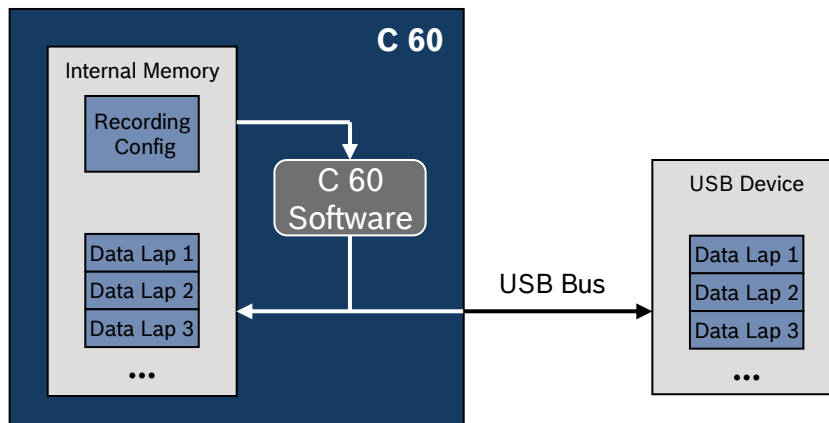 C 60
Internal Memory
Recording
Config
C 60
Software
Data Lap 1
Data Lap 2
Data Lap 3
...
USB Bus
USB Device
Data Lap 1
Data Lap 2
Data Lap 3
...